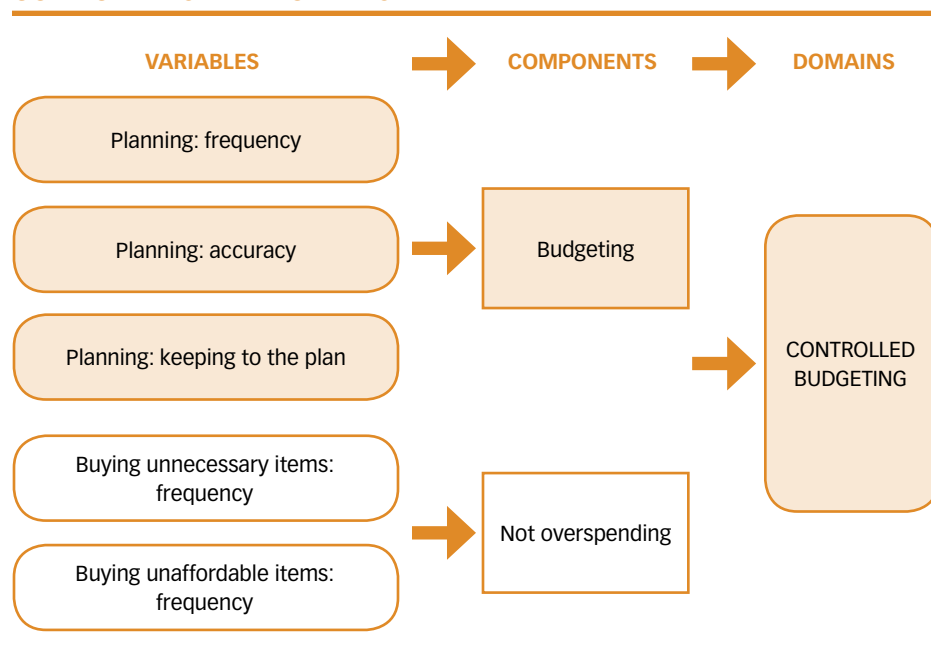 VARIABLES
COMPONENTS
DOMAINS
Planning: frequency
Planning: accuracy
Budgeting
Planning: keeping to the plan
CONTROLLED
BUDGETING
Buying unnecessary items:
frequency
Not overspending
Buying unaffordable items:
frequency